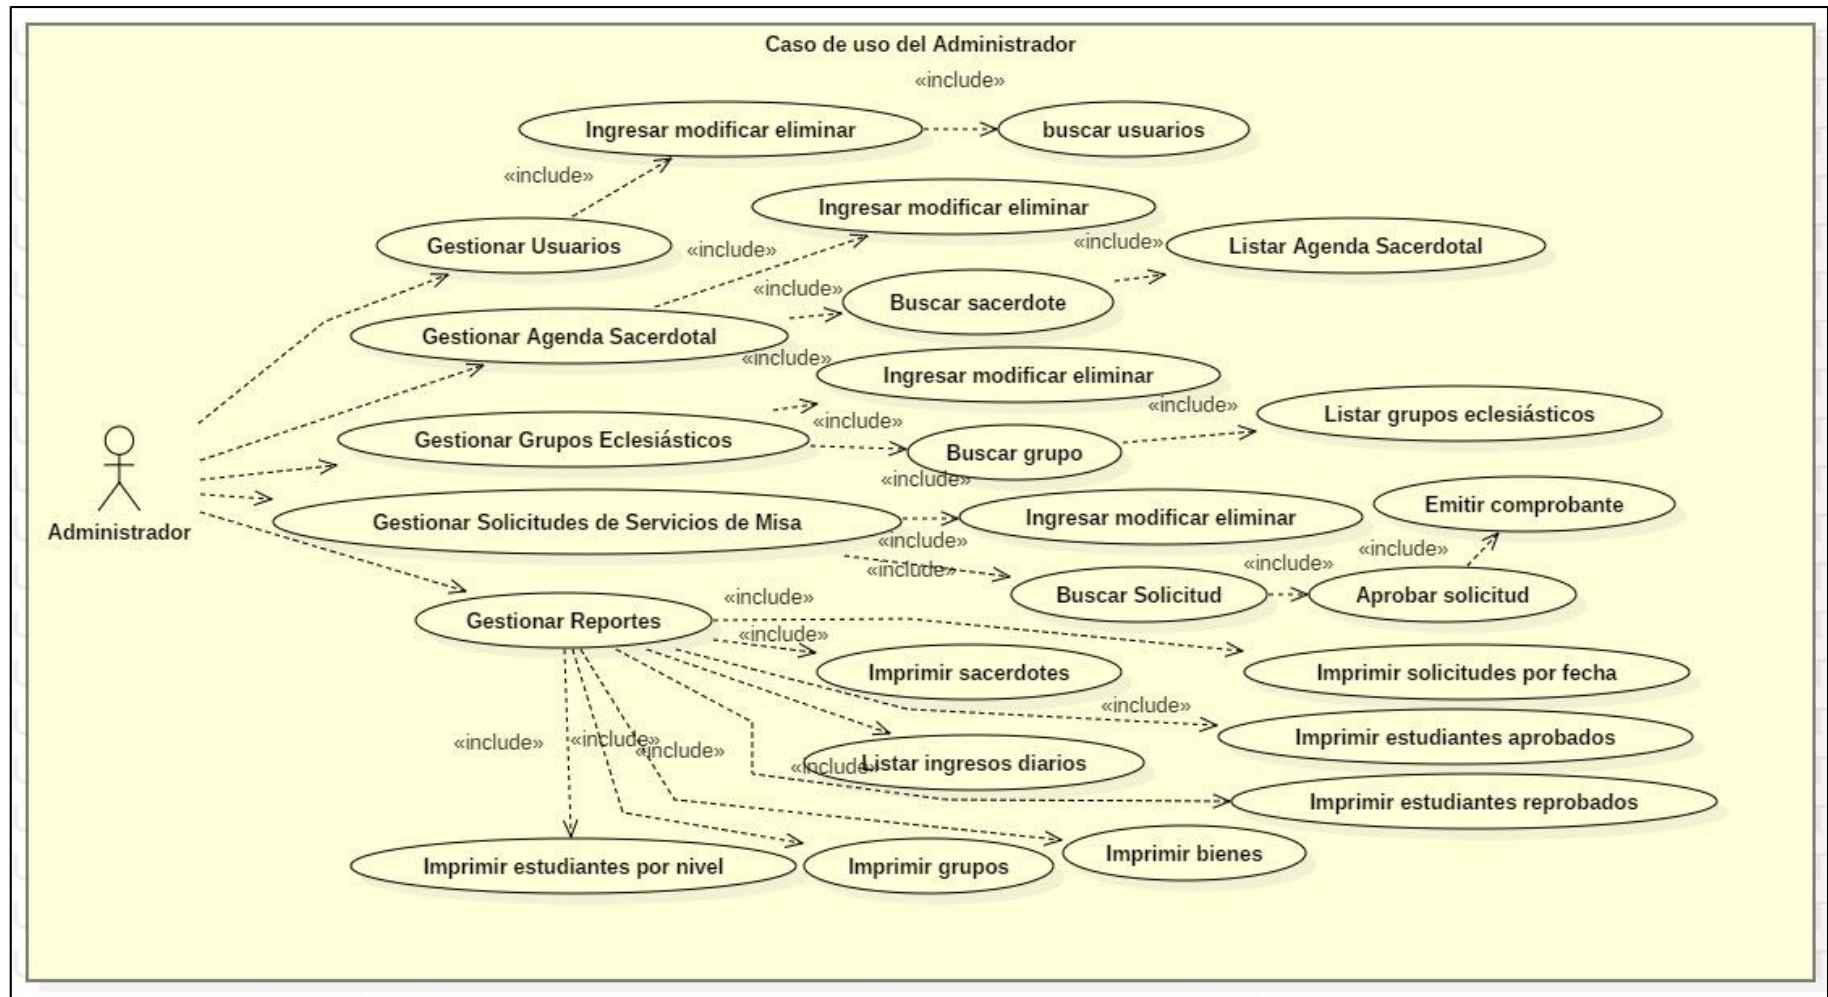 Caso de uso del Administrador
«include»
Ingresar modificar eliminar
buscar usuarios
«include»
Ingresar modificar eliminar
Gestionar Usuarios
«include»
«include»
Listar Agenda Sacerdotal
«include»
Buscar sacerdote
Gestionar Agenda Sacerdotal
«include»
Ingresar modificar eliminar
«include»
Listar grupos eclesiásticos
«include»
Gestionar Grupos Eclesiásticos
Buscar grupo
«include»
Emitir comprobante
Gestionar Solicitudes de Servicios de Misa
Ingresar modificar eliminar
Administrador
«include»
«include»
«include»
«include»
Buscar Solicitud
Aprobar solicitud
«include»
Gestionar Reportes
«include»
Imprimir sacerdotes
Imprimir solicitudes por fecha
«include»
Imprimir estudiantes aprobados
«include»
«include»
«include»
«include»
Listar ingresos diarios
Imprimir estudiantes reprobados
Imprimir bienes
Imprimir estudiantes por nivel
Imprimir grupos